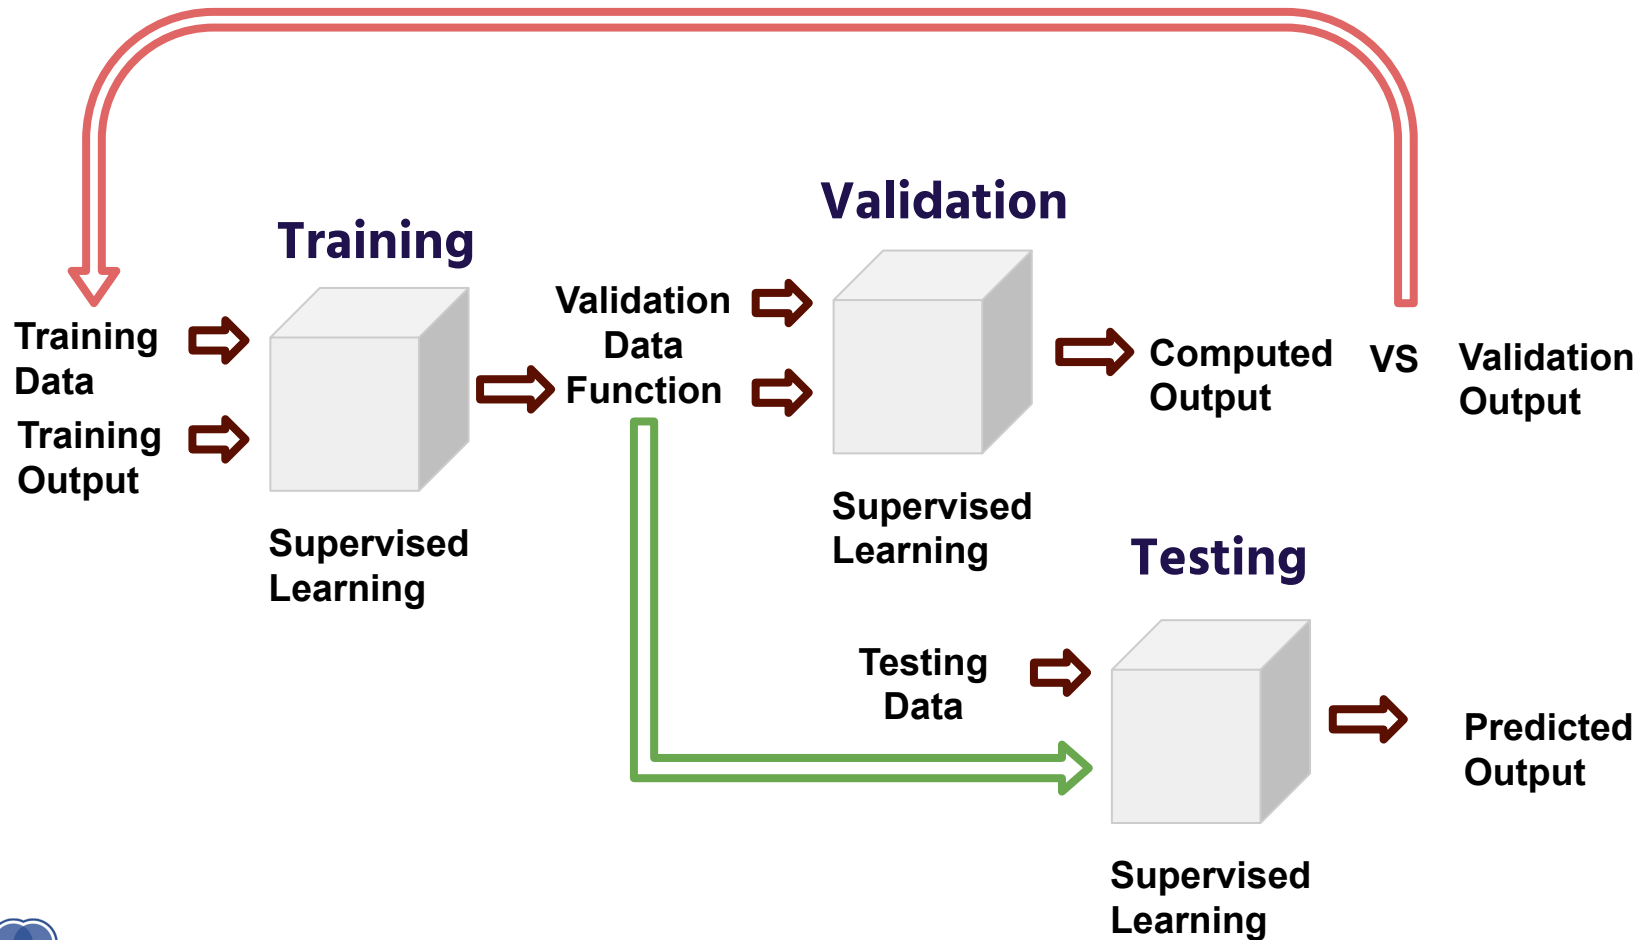 Training
Validation
Training
Data
Training
Output
Supervised
Learning
Validation
Data
Function
Supervised
Learning
Computed
Output
VS
Validation
Output
Testing
Testing
Data
Supervised
Learning
Predicted
Output